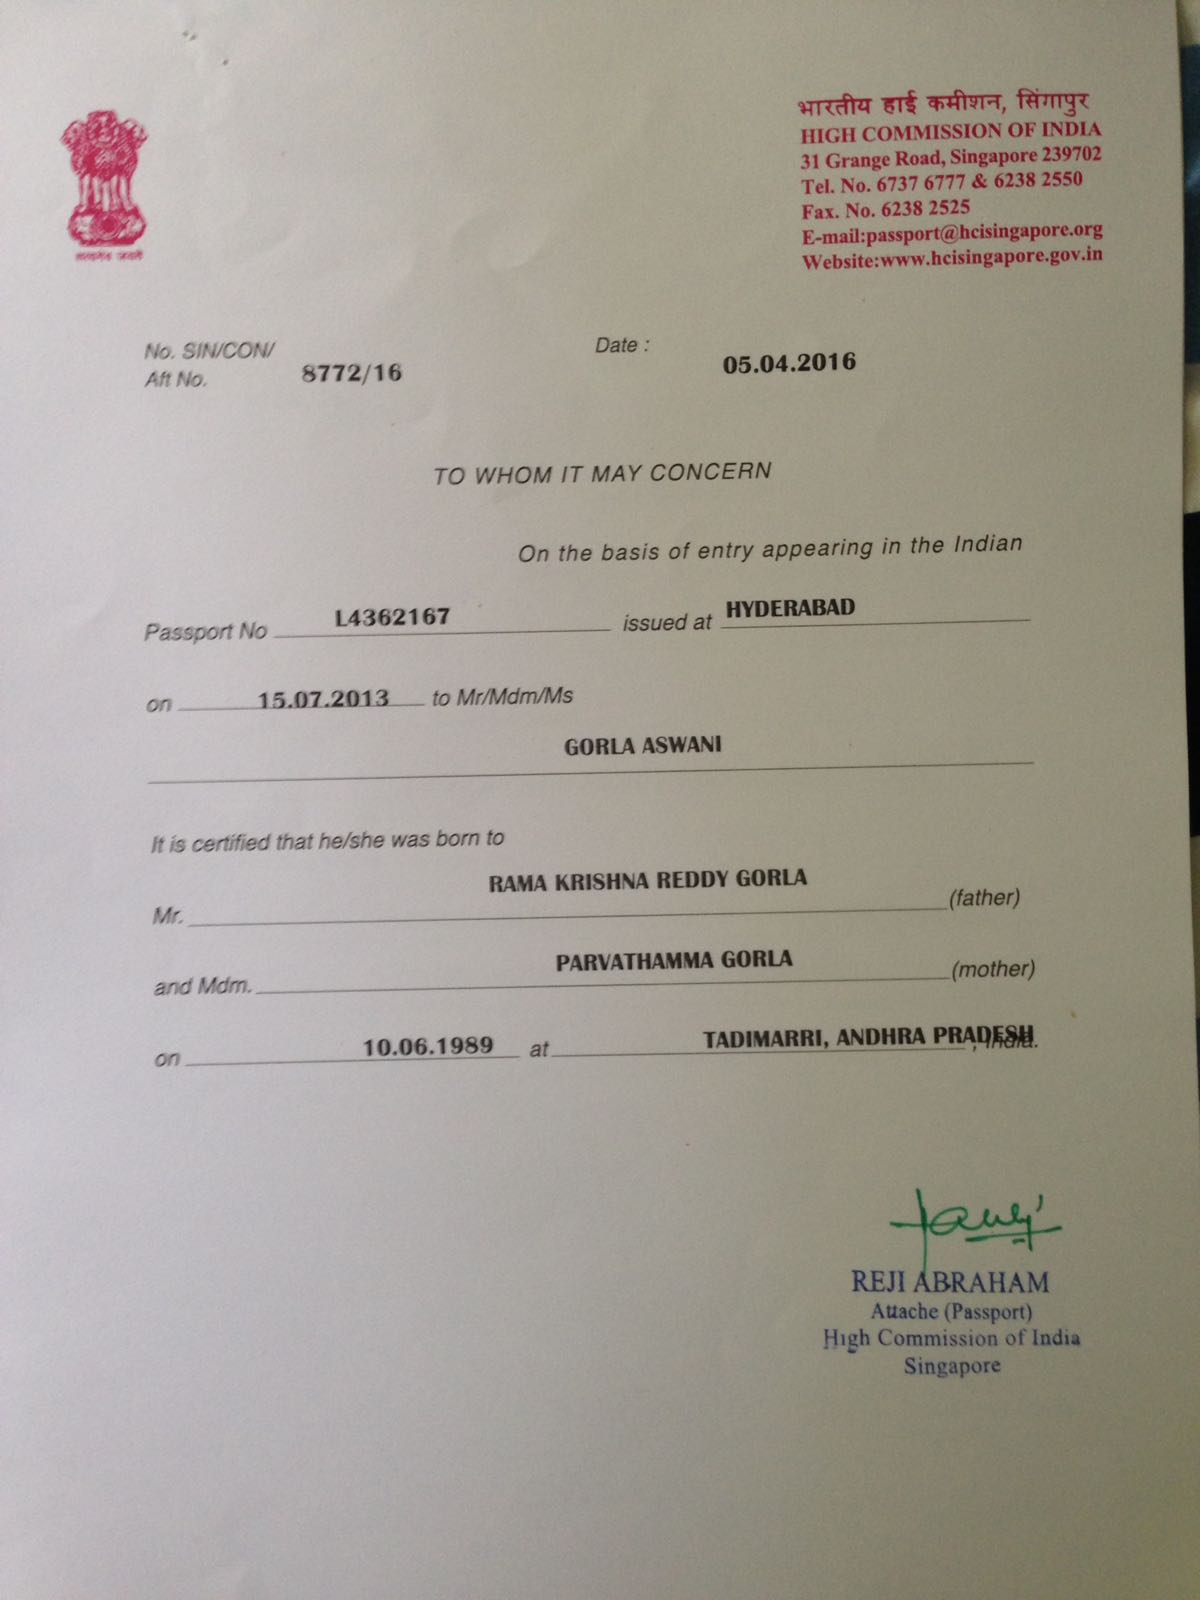 सत्यमेव जयते
भारतीय हाई कमीशन, सिंगापुर
HIGH COMMISSION OF INDIA
31 Grange Road, Singapore 239702
Tel. No. 6737 6777 & 6238 2550
Fax. No. 6238 2525
E-mail:passport@hcisingapore.org
Website:www.hcisingapore.gov.in
No. SIN/CON/
Aft No. 8772/16
Date : 05.04.2016
TO WHOM IT MAY CONCERN
On the basis of entry appearing in the Indian
Passport No L4362167 issued at HYDERABAD
on 15.07.2013 to Mr/Mdm/Ms
GORLA ASWANI
It is certified that he/she was born to
Mr. RAMA KRISHNA REDDY GORLA (father)
and Mdm. PARVATHAMMA GORLA (mother)
on 10.06.1989 at TADIMARRI, ANDHRA PRADESH , India.
REJI ABRAHAM
Attache (Passport)
High Commission of India
Singapore